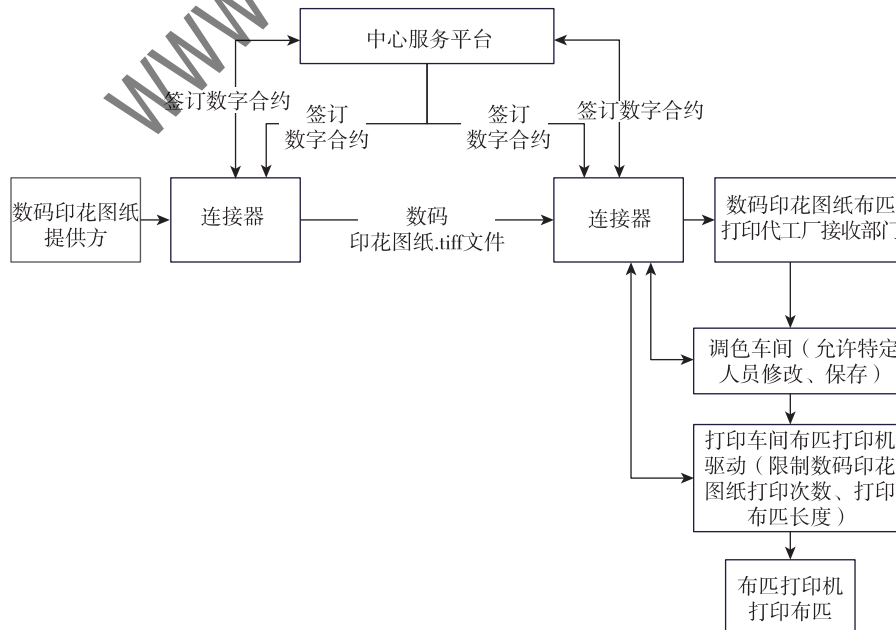 WWW
中心服务平台
签订数字合约
签订
数字合约
签订
数字合约
签订数字合约
数码印花图纸
提供方
连接器
数码
印花图纸.tiff文件
连接器
数码印花图纸布匹
打印代工厂接收部门
调色车间（允许特定
人员修改、保存）
打印车间布匹打印机
驱动（限制数码印花
图纸打印次数、打印
布匹长度）
布匹打印机
打印布匹